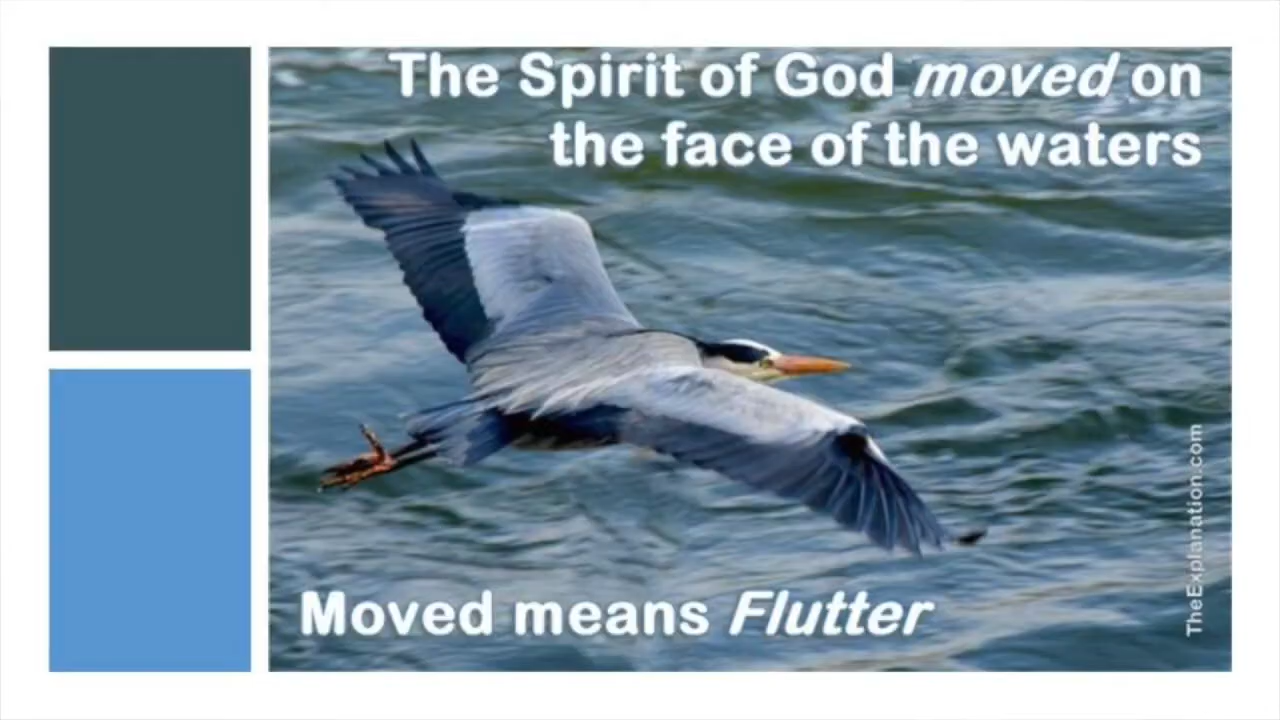 The Spirit of God moved on
the face of the waters
Moved means Flutter
TheExplanation.com